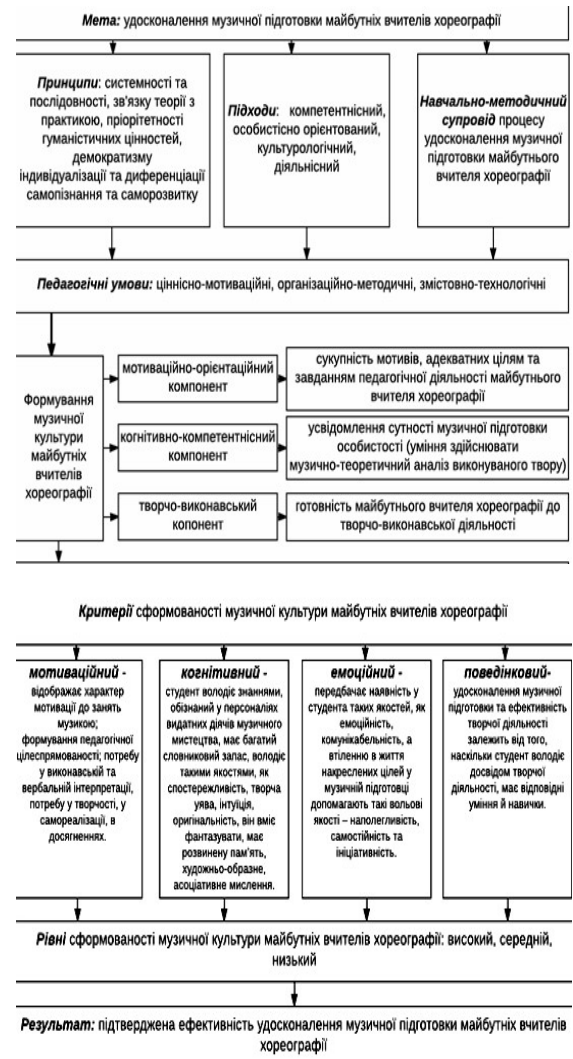 Мета: удосконалення музичної підготовки майбутніх вчителів хореографії
Принципи: системності та
послідовності, зв'язку теорії з
практикою, пріорітетності
гуманістичних цінностей,
демократизму
індивідуалізації та диференціації
самопізнання та саморозвитку
Підходи: компетентнісний,
особистісно орієнтований,
культурологічний,
діяльнісний
Навчально-методичний
супровід процесу
удосконалення музичної
підготовки майбутнього
вчителя хореографії
Педагогічні умови: ціннісно-мотиваційні, організаційно-методичні, змістовно-технологічні
Формування
музичної
культури
майбутніх
вчителів
хореографії
мотиваційно-орієнтаційний
компонент
сукупність мотивів, адекватних цілям та
завданням педагогічної діяльності майбутнього
вчителя хореографії
когнітивно-компетентнісний
компонент
усвідомлення сутності музичної підготовки
особистості (уміння здійснювати
музично-теоретичний аналіз виконуваного твору)
творчо-виконавський
копонент
готовність майбутнього вчителя хореографії до
творчо-виконавської діяльності
Критерії сформованості музичної культури майбутніх вчителів хореографії
мотиваційний -
відображає характер
мотивації до занять
музикою;
формування педагогічної
цілеспрямованості; потребу
у виконавській та
вербальній інтерпретації,
потребу у творчості, у
самореалізації, в
досягненнях.
когнітивний -
студент володіє знаннями,
обізнаний у персоналіях
видатних діячів музичного
мистецтва, має багатий
словниковий запас, володіє
такими якостями, як
спостережливість, творча
уява, інтуїція,
оригінальність, він вміє
фантазувати, має
розвинену пам'ять,
художньо-образне,
асоціативне мислення.
емоційний -
передбачає наявність у
студента таких якостей, як
емоційність,
комунікабельність, а
втіленню в життя
накреслених цілей у
музичній підготовці
допомагають такі вольові
якості – наполегливість,
самостійність та
ініціативність.
поведінковий-
удосконалення музичної
підготовки та ефективність
творчої діяльності
залежить від того,
наскільки студент володіє
досвідом творчої
діяльності, має відповідні
уміння й навички.
Рівні сформованості музичної культури майбутніх вчителів хореографії: високий, середній,
низький
Результат: підтверджена ефективність удосконалення музичної підготовки майбутніх вчителів
хореографії